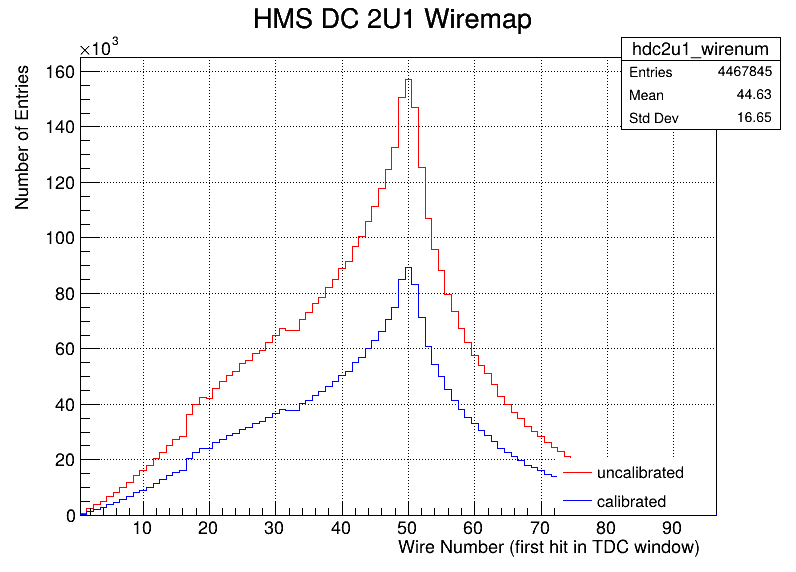 HMS DC 2U1 Wiremap
×10³
hdc2u1_wirenum
Entries 4467845
Mean 44.63
Std Dev 16.65
Number of Entries
160
140
120
100
80
60
40
20
0
uncalibrated
calibrated
10 20 30 40 50 60 70 80 90
Wire Number (first hit in TDC window)